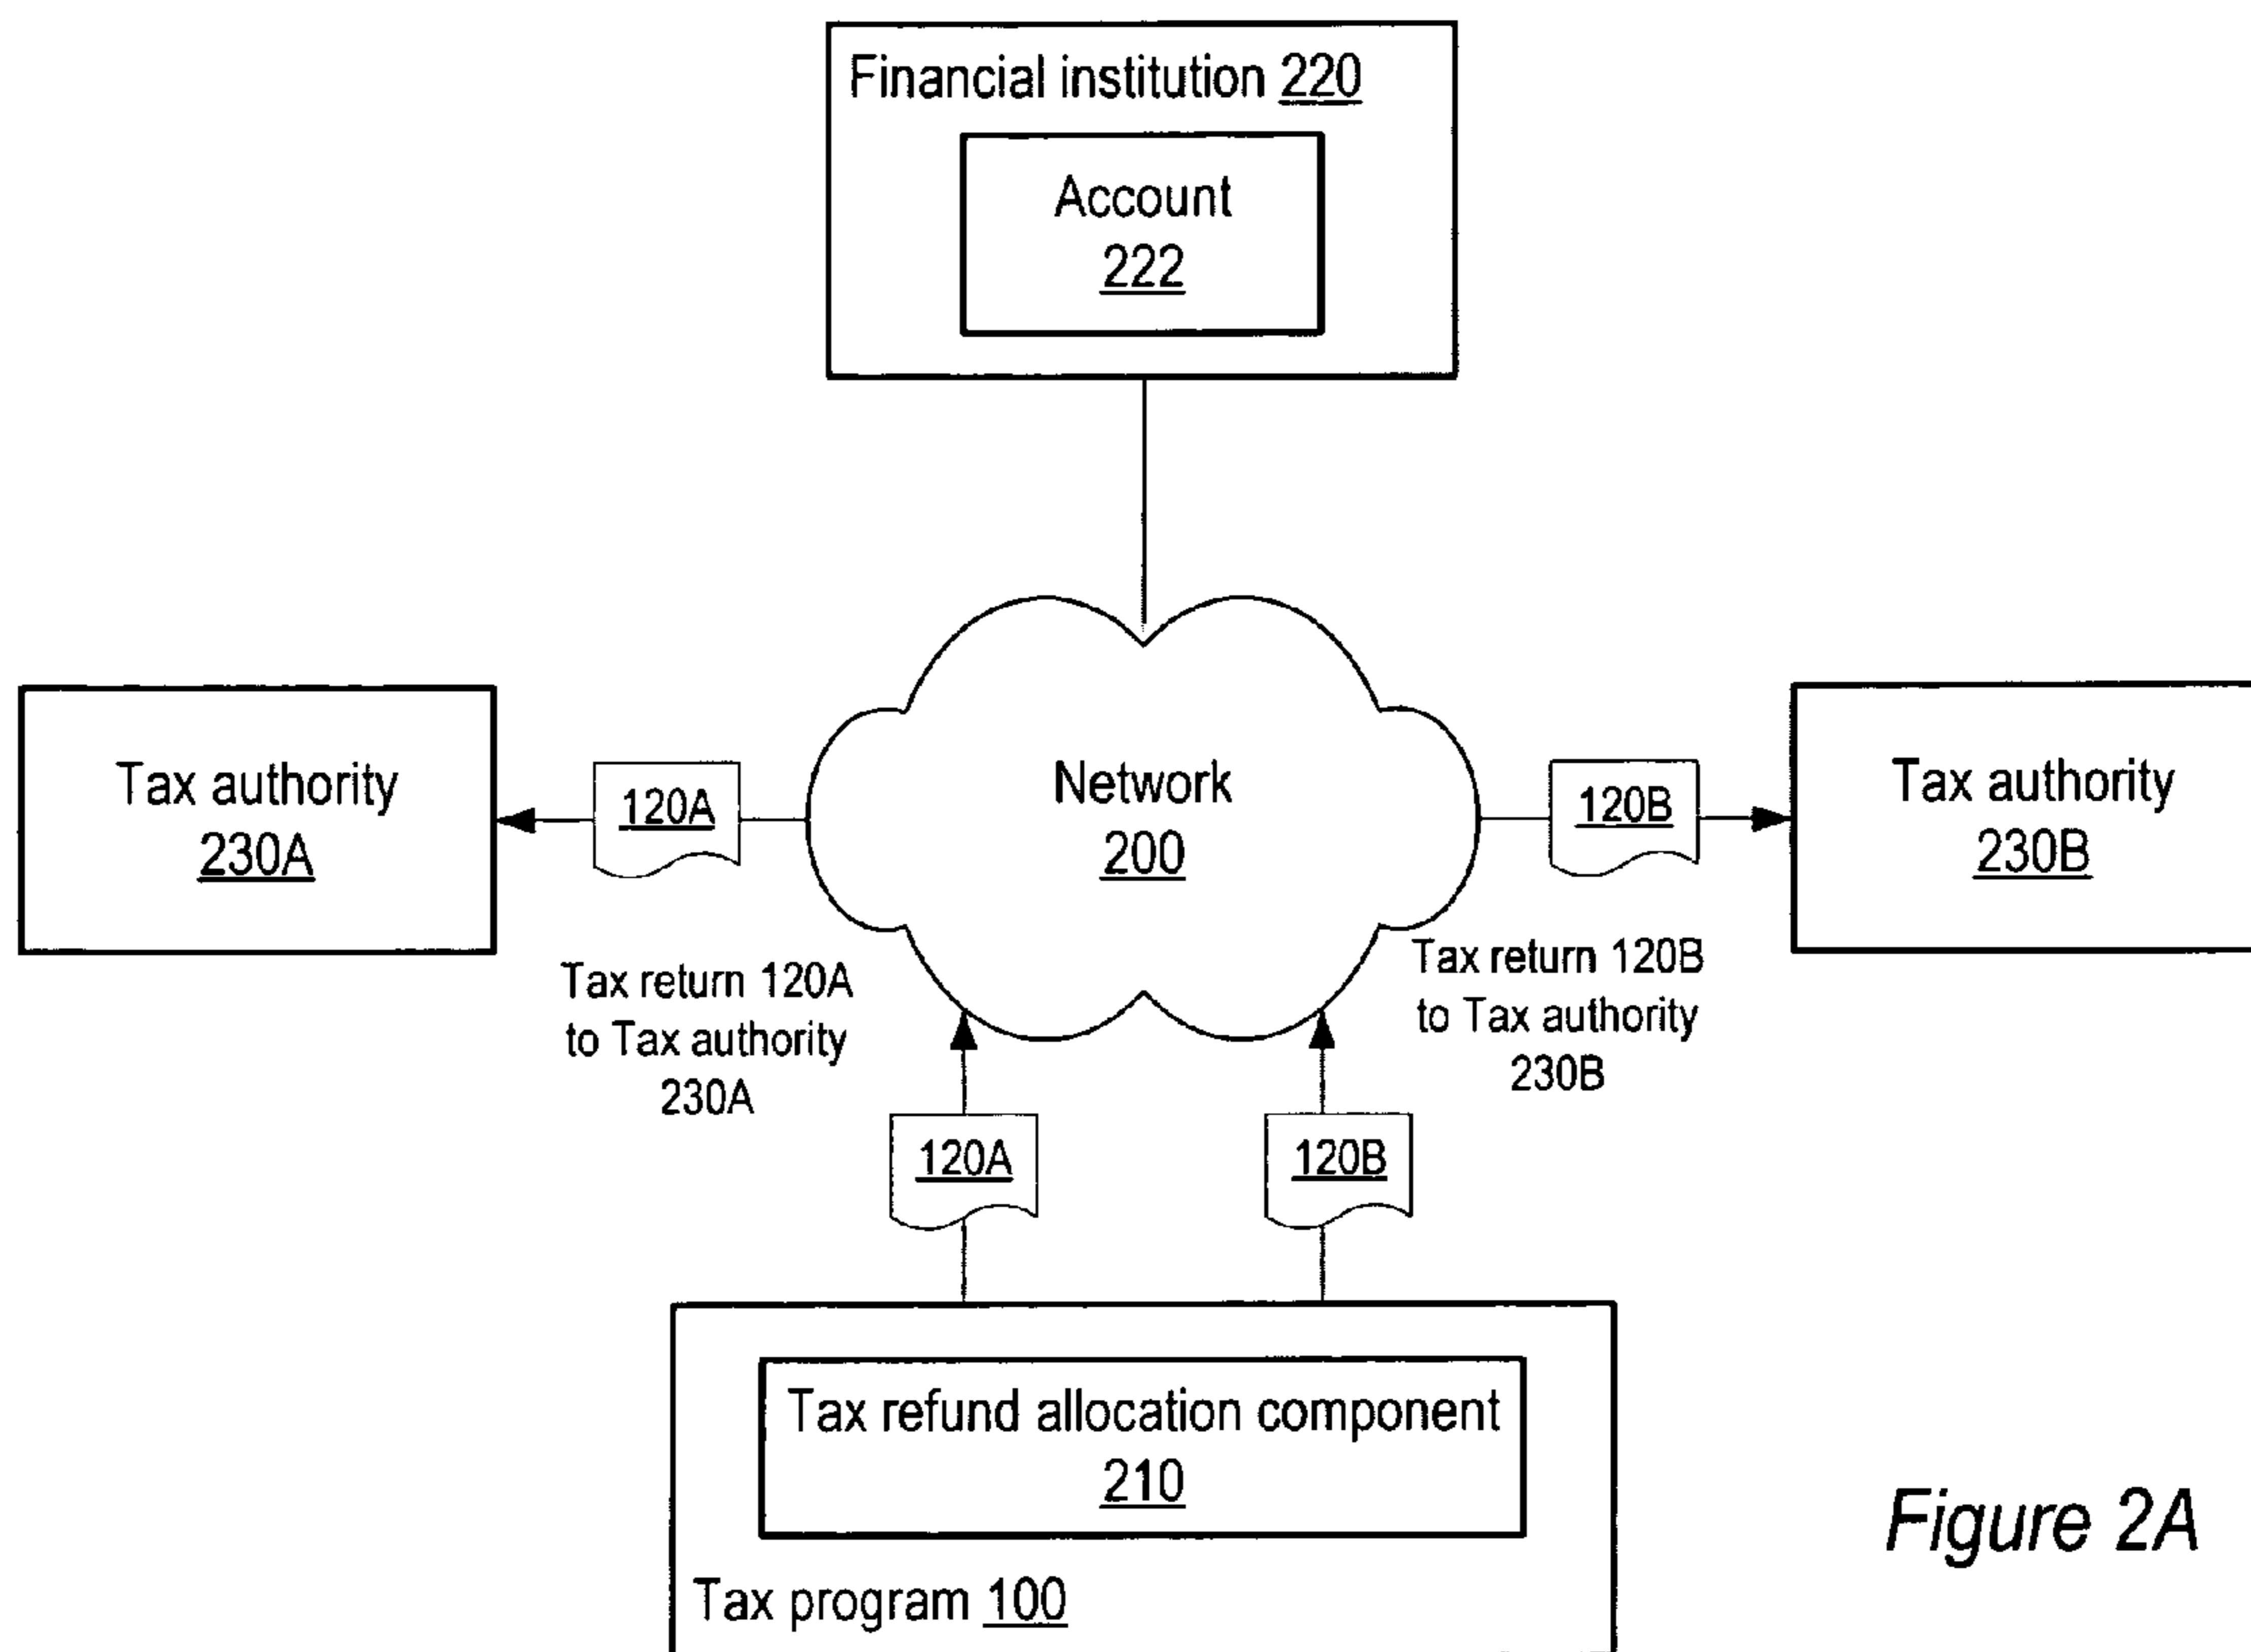 Financial institution 220
Account
222
Tax authority
230A
120A
Network
200
120B
Tax authority
230B
Tax return 120A
to Tax authority
230A
Tax return 120B
to Tax authority
230B
120A
120B
Tax refund allocation component
210
Tax program 100
Figure 2A